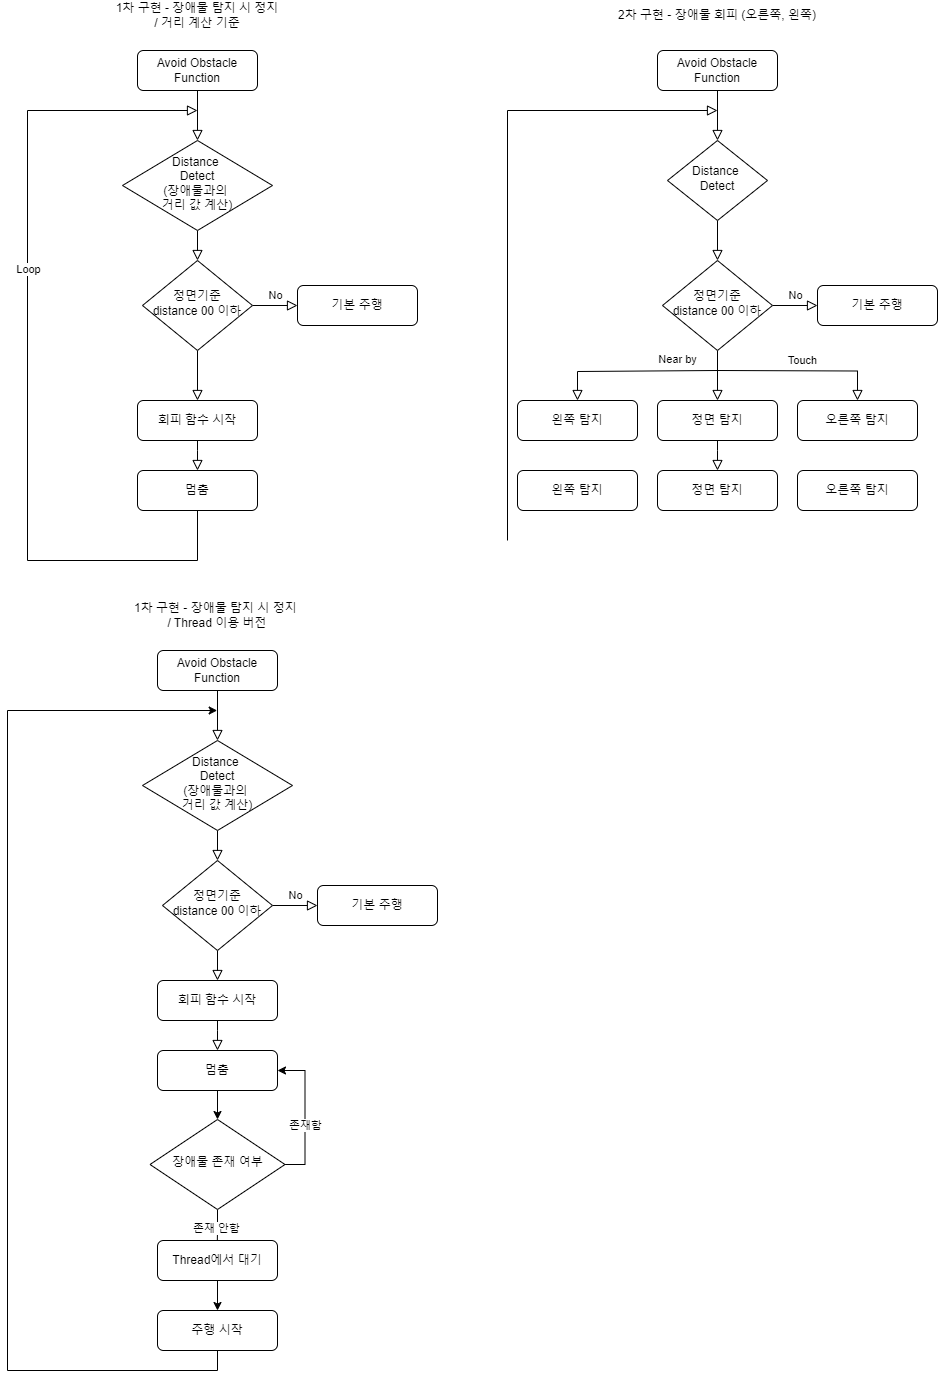 1차 구현 - 장애물 탐지 시 정지
/ 거리 계산 기준
Avoid Obstacle
Function
Distance
Detect
(장애물과의
거리 값 계산)
Loop
정면기준
distance 00 이하
No
기본 주행
회피 함수 시작
멈춤
2차 구현 - 장애물 회피 (오른쪽, 왼쪽)
Avoid Obstacle
Function
Distance
Detect
정면기준
distance 00 이하
No
기본 주행
Near by
Touch
왼쪽 탐지
정면 탐지
오른쪽 탐지
왼쪽 탐지
정면 탐지
오른쪽 탐지
1차 구현 - 장애물 탐지 시 정지
/ Thread 이용 버전
Avoid Obstacle
Function
Distance
Detect
(장애물과의
거리 값 계산)
정면기준
distance 00 이하
No
기본 주행
회피 함수 시작
멈춤
존재함
장애물 존재 여부
존재 안함
Thread에서 대기
주행 시작